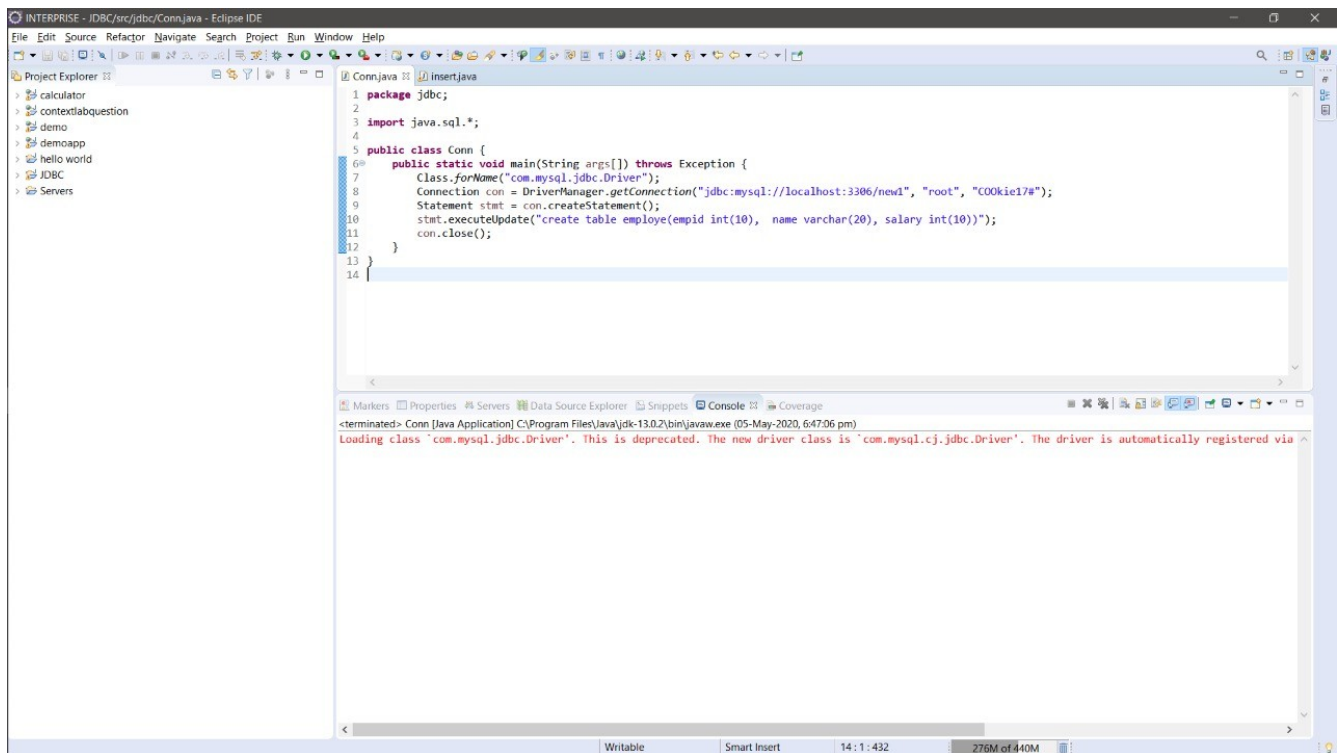 INTERPRISE - JDBC/src/jdbc/Conn.java - Eclipse IDE
File Edit Source Refactor Navigate Search Project Run Window Help
Project Explorer
calculator
contextlabquestion
demo
demoapp
hello world
JDBC
Servers
Conn.java insert.java
1 package jdbc;
2
3 import java.sql.*;
4
5 public class Conn {
6 public static void main(String args[]) throws Exception {
7 Class.forName("com.mysql.jdbc.Driver");
8 Connection con = DriverManager.getConnection("jdbc:mysql://localhost:3306/new1", "root", "COOkie17#");
9 Statement stmt = con.createStatement();
10 stmt.executeUpdate("create table employe(empid int(10),  name varchar(20), salary int(10))");
11 con.close();
12 }
13 }
14
Markers Properties Servers Data Source Explorer Snippets Console Coverage
<terminated> Conn [Java Application] C:\Program Files\Java\jdk-13.0.2\bin\javaw.exe (05-May-2020, 6:47:06 pm)
Loading class `com.mysql.jdbc.Driver'. This is deprecated. The new driver class is `com.mysql.cj.jdbc.Driver'. The driver is automatically registered via
Writable Smart Insert 14 : 1 : 432 276M of 440M